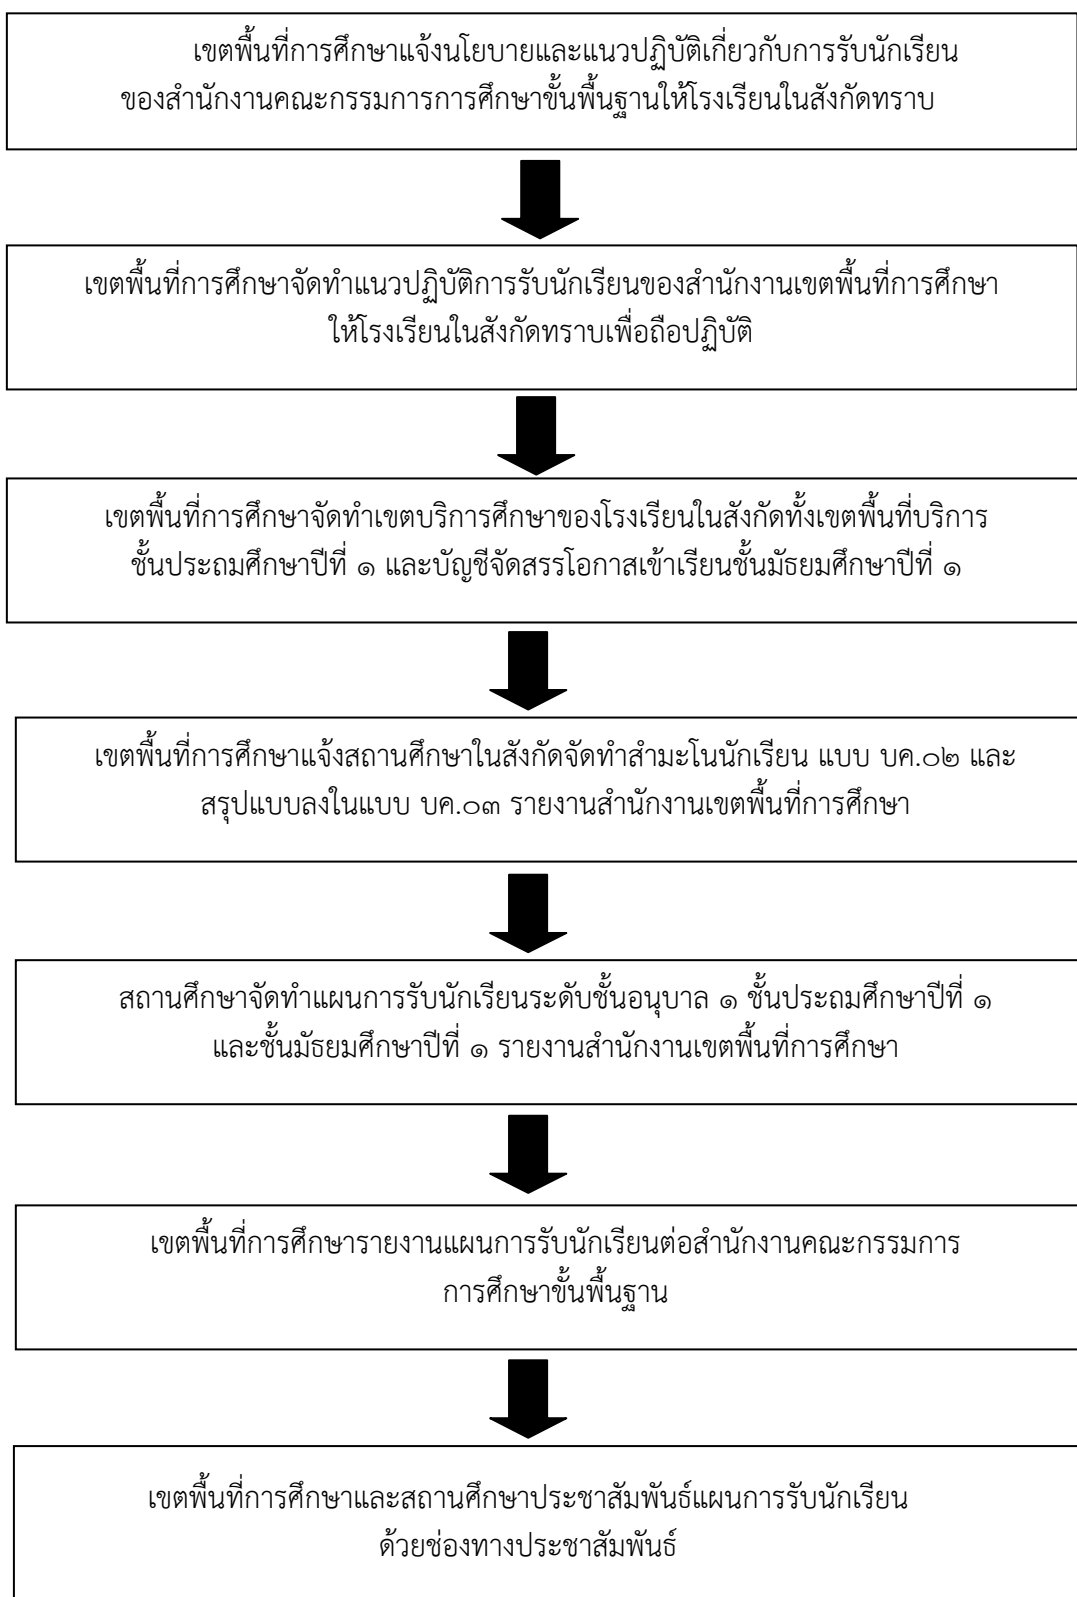 เขตพื้นที่การศึกษาแจ้งนโยบายและแนวปฏิบัติเกี่ยวกับการรับนักเรียน
ของสำนักงานคณะกรรมการการศึกษาขั้นพื้นฐานให้โรงเรียนในสังกัดทราบ
เขตพื้นที่การศึกษาจัดทำแนวปฏิบัติการรับนักเรียนของสำนักงานเขตพื้นที่การศึกษา
ให้โรงเรียนในสังกัดทราบเพื่อถือปฏิบัติ
เขตพื้นที่การศึกษาจัดทำเขตบริการศึกษาของโรงเรียนในสังกัดทั้งเขตพื้นที่บริการ
ชั้นประถมศึกษาปีที่ ๑ และบัญชีจัดสรรโอกาสเข้าเรียนชั้นมัธยมศึกษาปีที่ ๑
เขตพื้นที่การศึกษาแจ้งสถานศึกษาในสังกัดจัดทำสำมะโนนักเรียน แบบ บค.๐๒ และ
สรุปแบบลงในแบบ บค.๐๓ รายงานสำนักงานเขตพื้นที่การศึกษา
สถานศึกษาจัดทำแผนการรับนักเรียนระดับชั้นอนุบาล ๑ ชั้นประถมศึกษาปีที่ ๑
และชั้นมัธยมศึกษาปีที่ ๑ รายงานสำนักงานเขตพื้นที่การศึกษา
เขตพื้นที่การศึกษารายงานแผนการรับนักเรียนต่อสำนักงานคณะกรรมการ
การศึกษาขั้นพื้นฐาน
เขตพื้นที่การศึกษาและสถานศึกษาประชาสัมพันธ์แผนการรับนักเรียน
ด้วยช่องทางประชาสัมพันธ์